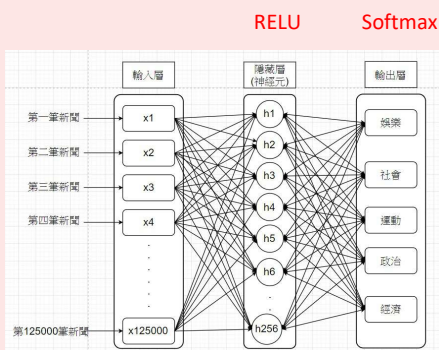 RELU
Softmax
輸入層
隱藏層
(神經元)
輸出層
第一筆新聞
x1
h1
娛樂
第二筆新聞
x2
h2
第三筆新聞
x3
h3
社會
第四筆新聞
x4
h4
運動
h5
政治
h6
經濟
第125000筆新聞
x125000
h256